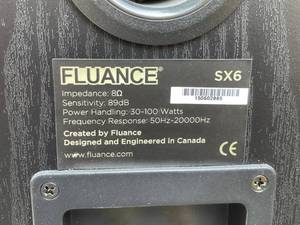 FLUANCE® SX6
150602085
Impedance: 8Ω
Sensitivity: 89dB
Power Handling: 30-100 Watts
Frequency Response: 50Hz-20000Hz
Created by Fluance
Designed and Engineered in Canada
www.fluance.com CE